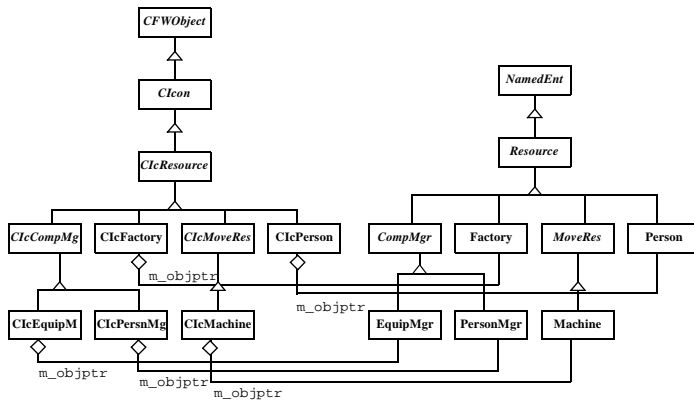 CFWObject
CIcon
NamedEnt
CIcResource
Resource
CIcCompMg CIcFactory CIcMoveRes CIcPerson CompMgr Factory MoveRes Person
m_objptr
m_objptr
CIcEquipM CIcPersnMg CIcMachine EquipMgr PersonMgr Machine
m_objptr
m_objptr
m_objptr